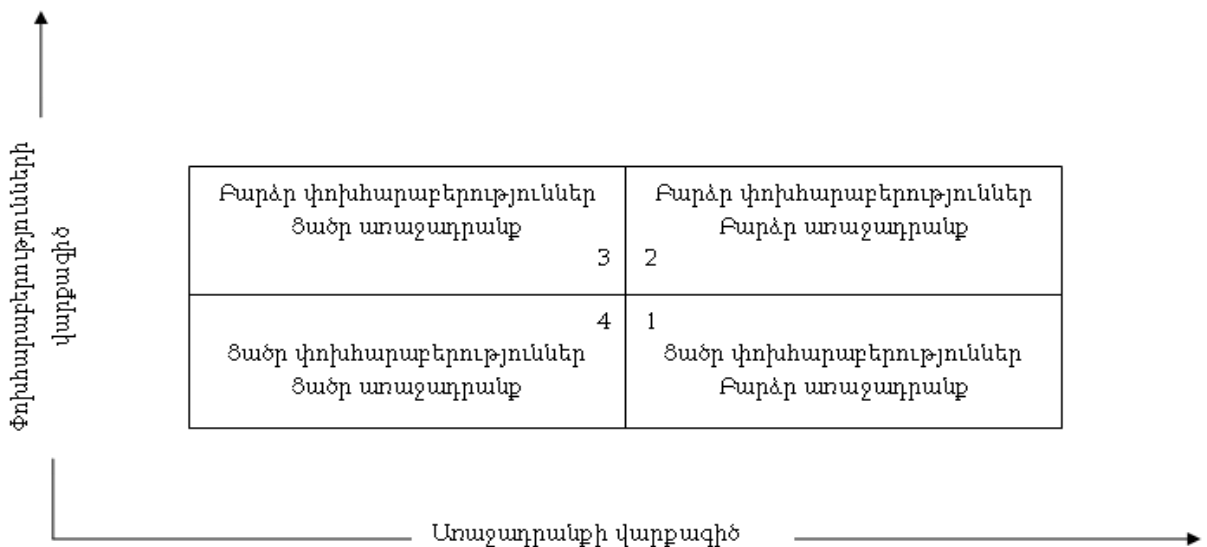 Փոխհարաբերությունների
վարքագիծ
Բարձր փոխհարաբերություններ
Ցածր առաջադրանք
3
Բարձր փոխհարաբերություններ
Բարձր առաջադրանք
2
4
Ցածր փոխհարաբերություններ
Ցածր առաջադրանք
1
Ցածր փոխհարաբերություններ
Բարձր առաջադրանք
Առաջադրանքի վարքագիծ